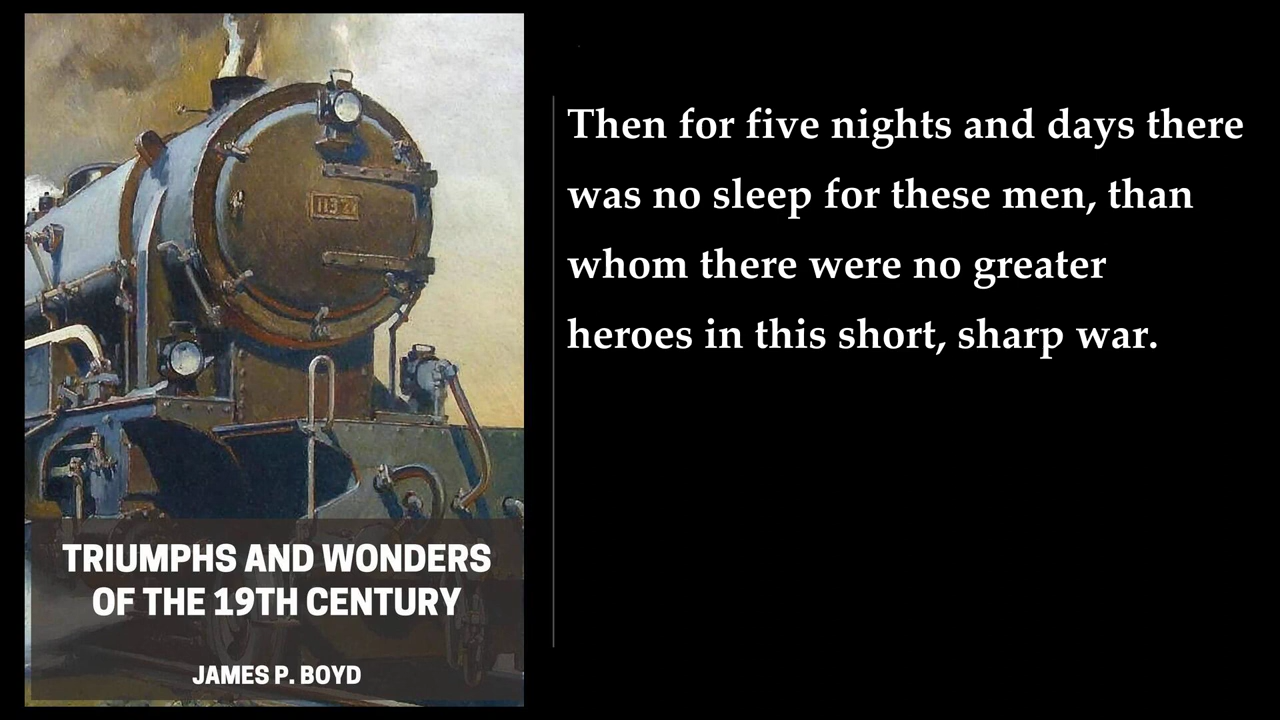 TRIUMPHS AND WONDERS
OF THE 19TH CENTURY
JAMES P. BOYD
Then for five nights and days there
was no sleep for these men, than
whom there were no greater
heroes in this short, sharp war.